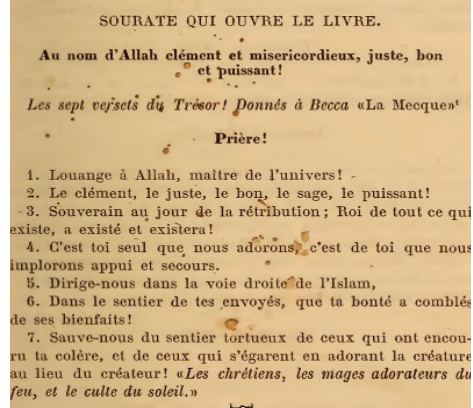 SOURATE QUI OUVRE LE LIVRE.
Au nom d'Allah clément et misericordieux, juste, bon
et puissant!
Les sept versets du Trésor! Donnés à Becca «La Mecque»¹
Prière!
1. Louange à Allah, maître de l'univers!
2. Le clément, le juste, le bon, le sage, le puissant!
3. Souverain au jour de la rétribution; Roi de tout ce qui
existe, a existé et existera!
4. C'est toi seul que nous adorons, c'est de toi que nous
implorons appui et secours.
5. Dirige-nous dans la voie droite de l'Islam,
6. Dans le sentier de tes envoyés, que ta bonté a comblés
de ses bienfaits!
7. Sauve-nous du sentier tortueux de ceux qui ont encou-
ru ta colère, et de ceux qui s'égarent en adorant la créature
au lieu du créateur! «Les chrétiens, les mages adorateurs du
feu, et le culte du soleil.»